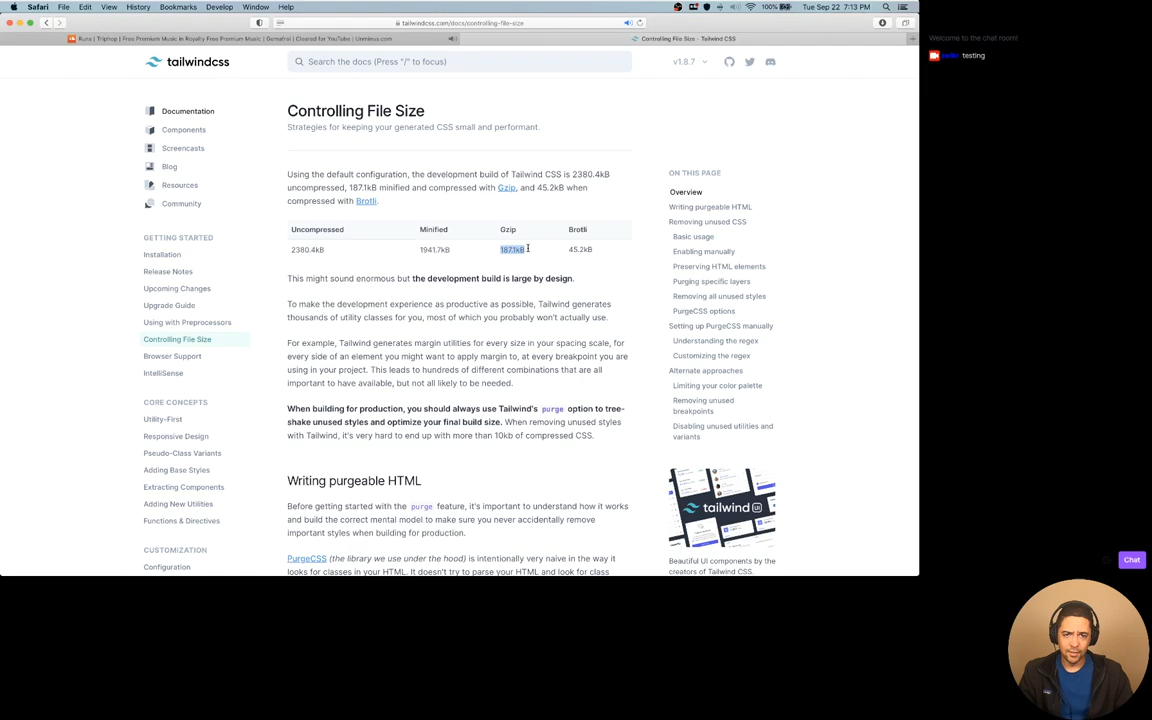 Safari File Edit View History Bookmarks Develop Window Help
100% Tue Sep 22 7:13 PM
tailwindcss.com/docs/controlling-file-size
Kura | Triphop | Free Premium Music in Royalty Free Premium Music | Gemafrei | Cleared for YouTube | Unminus.com
Controlling File Size - Tailwind CSS
Welcome to the chat room!
testing
tailwindcss
Search the docs (Press "/" to focus)
v1.8.7
Documentation
Components
Screencasts
Blog
Resources
Community
GETTING STARTED
Installation
Release Notes
Upcoming Changes
Upgrade Guide
Using with Preprocessors
Controlling File Size
Browser Support
IntelliSense
CORE CONCEPTS
Utility-First
Responsive Design
Pseudo-Class Variants
Adding Base Styles
Extracting Components
Adding New Utilities
Functions & Directives
CUSTOMIZATION
Configuration
Controlling File Size
Strategies for keeping your generated CSS small and performant.
Using the default configuration, the development build of Tailwind CSS is 2380.4kB
uncompressed, 187.1kB minified and compressed with Gzip, and 45.2kB when
compressed with Brotli.
Uncompressed Minified Gzip Brotli
2380.4kB 1941.7kB 187.1kB 45.2kB
This might sound enormous but the development build is large by design.
To make the development experience as productive as possible, Tailwind generates
thousands of utility classes for you, most of which you probably won't actually use.
For example, Tailwind generates margin utilities for every size in your spacing scale, for
every side of an element you might want to apply margin to, at every breakpoint you are
using in your project. This leads to hundreds of different combinations that are all
important to have available, but not all likely to be needed.
When building for production, you should always use Tailwind's purge option to tree-
shake unused styles and optimize your final build size. When removing unused styles
with Tailwind, it's very hard to end up with more than 10kb of compressed CSS.
Writing purgeable HTML
Before getting started with the purge feature, it's important to understand how it works
and build the correct mental model to make sure you never accidentally remove
important styles when building for production.
PurgeCSS (the library we use under the hood) is intentionally very naive in the way it
looks for classes in your HTML. It doesn't try to parse your HTML and look for class
ON THIS PAGE
Overview
Writing purgeable HTML
Removing unused CSS
Basic usage
Enabling manually
Preserving HTML elements
Purging specific layers
Removing all unused styles
PurgeCSS options
Setting up PurgeCSS manually
Understanding the regex
Customizing the regex
Alternate approaches
Limiting your color palette
Removing unused
breakpoints
Disabling unused utilities and
variants
tailwind UI
Beautiful UI components by the
creators of Tailwind CSS.
Chat